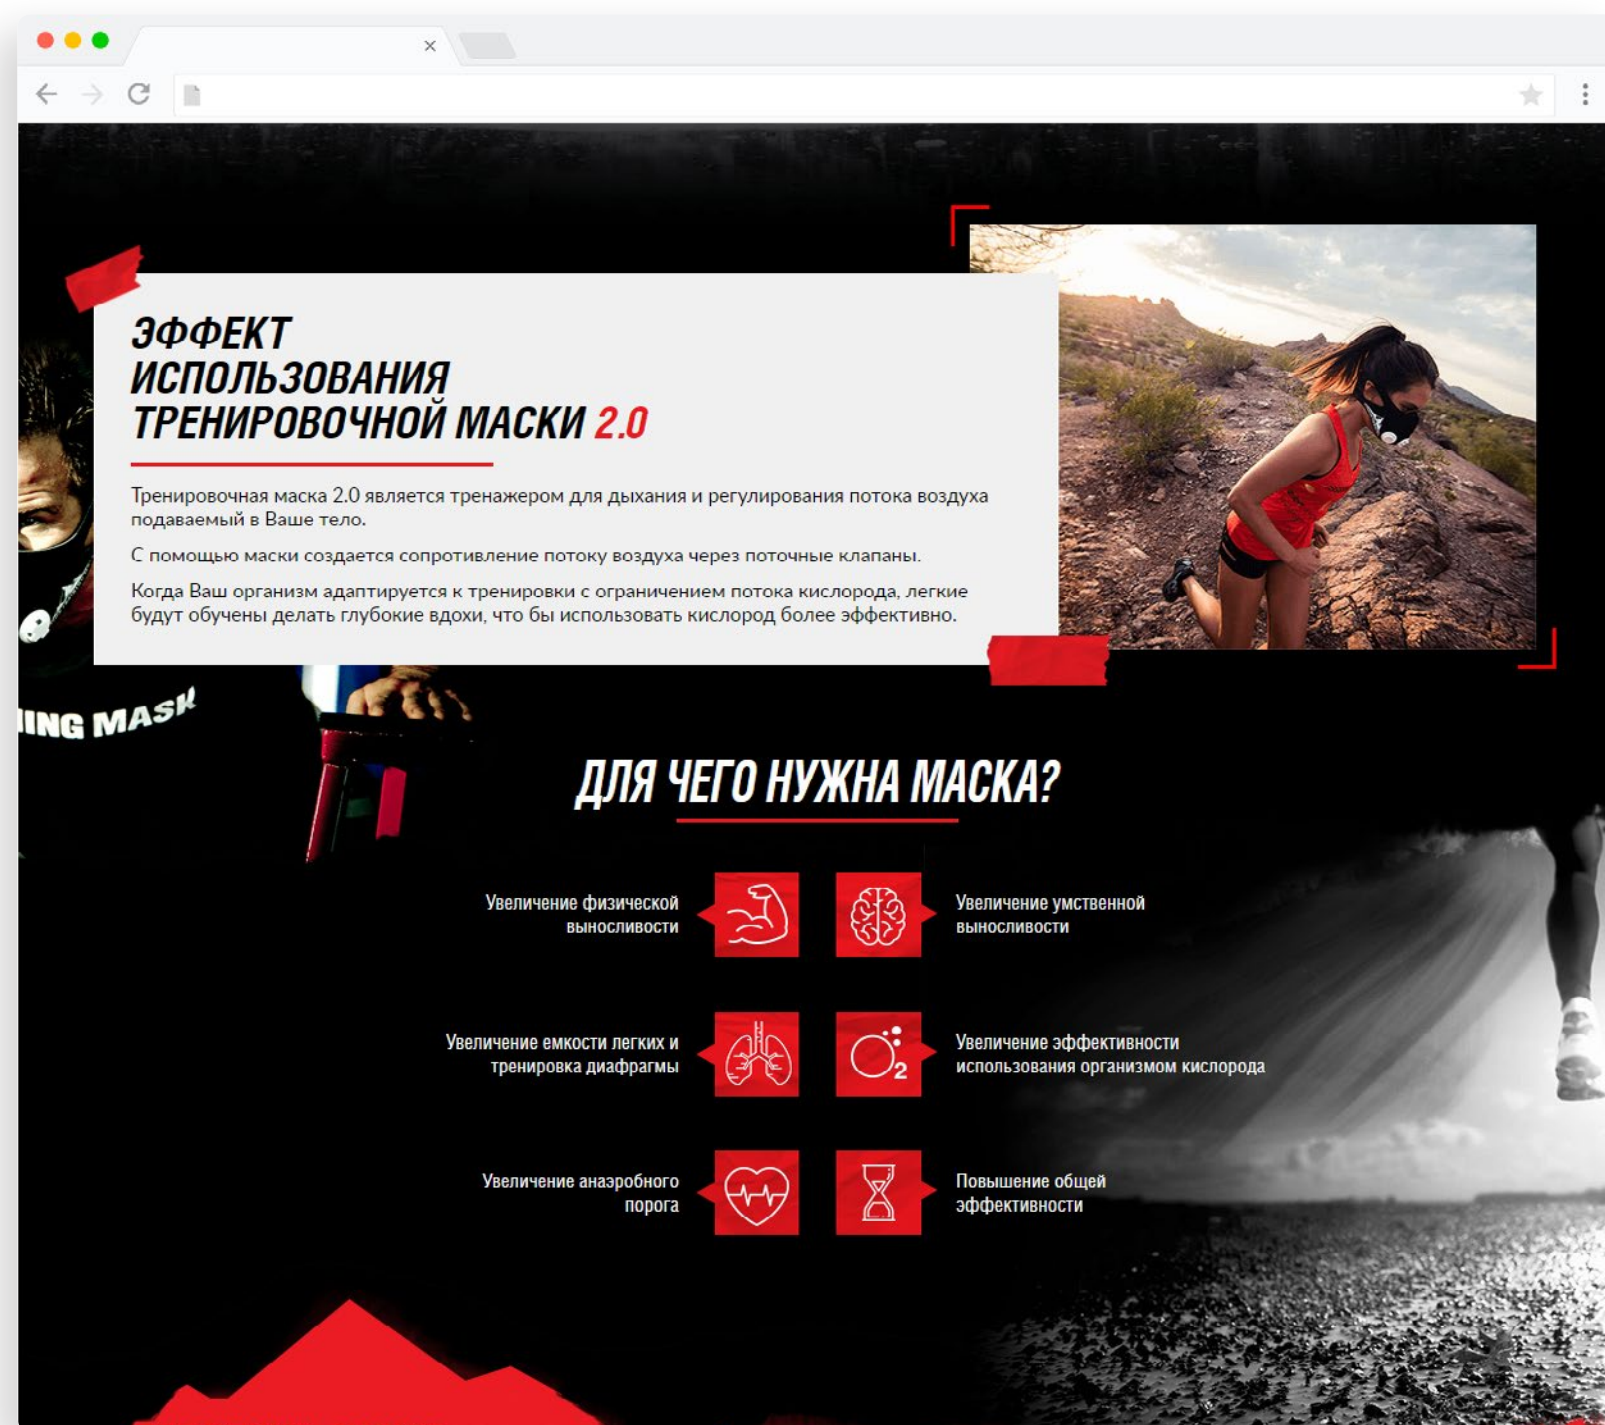 ЭФФЕКТ
ИСПОЛЬЗОВАНИЯ
ТРЕНИРОВОЧНОЙ МАСКИ 2.0
Тренировочная маска 2.0 является тренажером для дыхания и регулирования потока воздуха
подаваемый в Ваше тело.
С помощью маски создается сопротивление потоку воздуха через поточные клапаны.
Когда Ваш организм адаптируется к тренировки с ограничением потока кислорода, легкие
будут обучены делать глубокие вдохи, что бы использовать кислород более эффективно.
ING MASK
ДЛЯ ЧЕГО НУЖНА МАСКА?
Увеличение физической
выносливости
Увеличение умственной
выносливости
Увеличение емкости легких и
тренировка диафрагмы
2
Увеличение эффективности
использования организмом кислорода
Увеличение анаэробного
порога
Повышение общей
эффективности